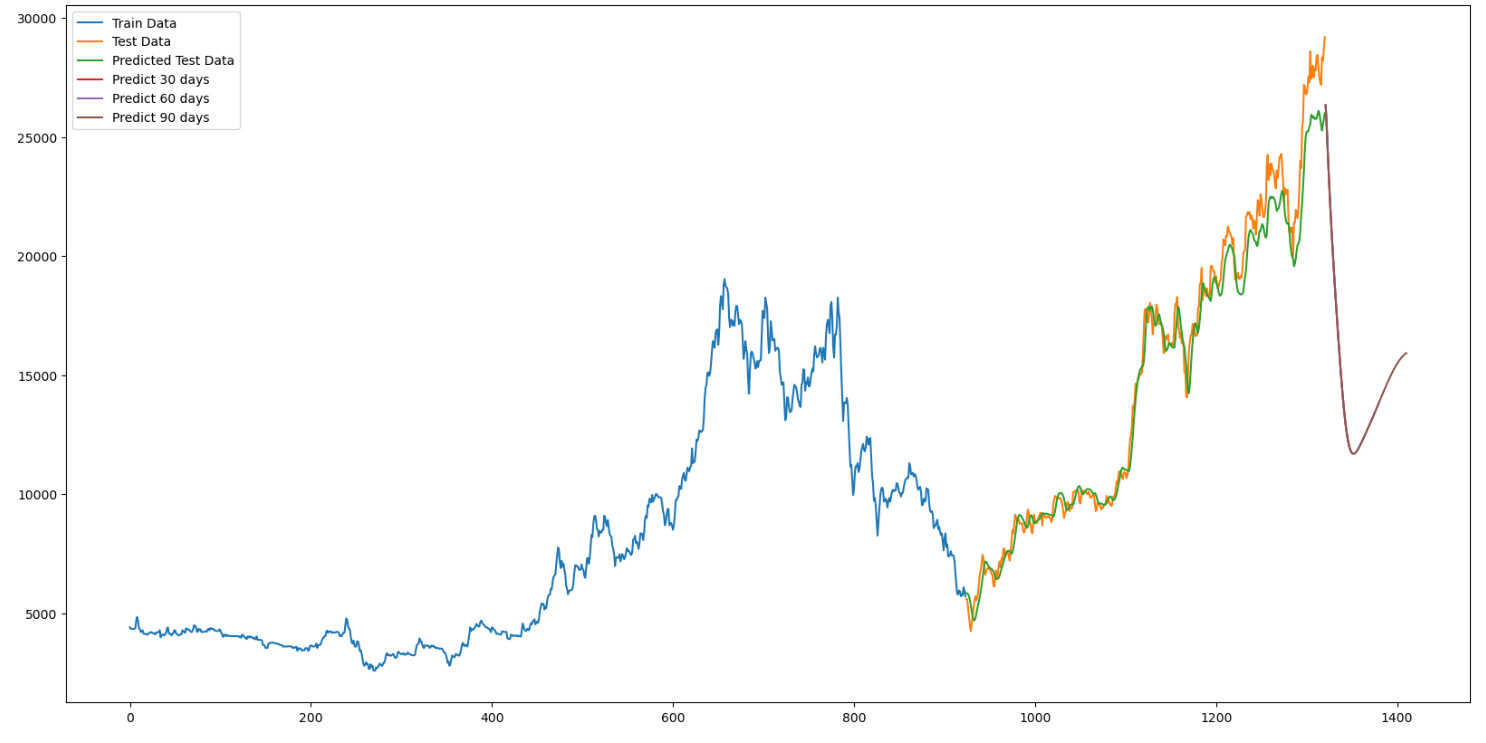 Train Data
Test Data
Predicted Test Data
Predict 30 days
Predict 60 days
Predict 90 days
30000
25000
20000
15000
10000
5000
0 200 400 600 800 1000 1200 1400